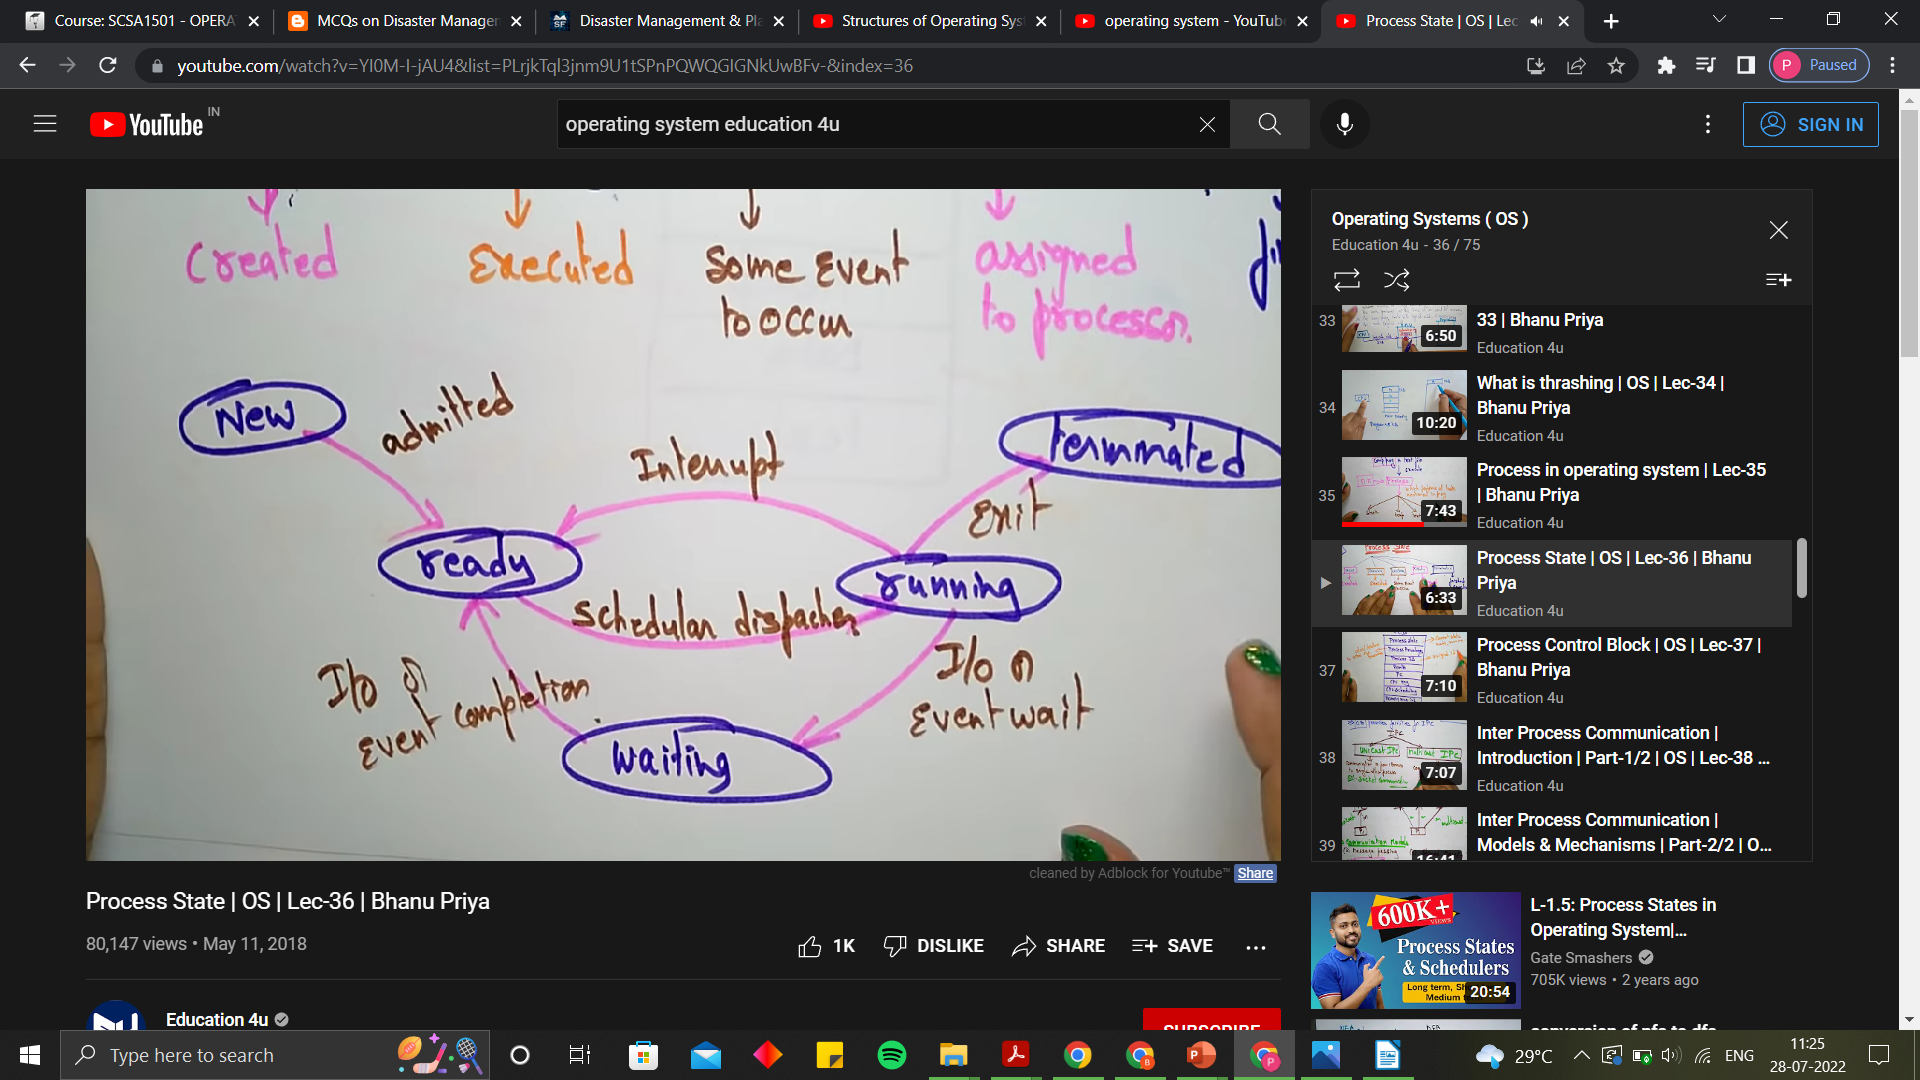 Course: SCSA1501 - OPERA
MCQs on Disaster Managem
Disaster Management & Pla
Structures of Operating Sys
operating system - YouTube
Process State | OS | Lec
youtube.com/watch?v=YI0M-I-jAU4&list=PLrjkTql3jnm9U1tSPnPQWQGIGNkUwBFv-&index=36
P Paused
YouTube IN
operating system education 4u
SIGN IN
Created
Executed
Some Event
to occur
assigned
to processor.
New
admitted
Interrupt
terminated
Exit
ready
running
schedular dispacher
I/O or
Event completion
I/O or
Event wait
waiting
Operating Systems ( OS )
Education 4u - 36 / 75
33
6:50
33 | Bhanu Priya
Education 4u
34
10:20
What is thrashing | OS | Lec-34 |
Bhanu Priya
Education 4u
35
7:43
Process in operating system | Lec-35
| Bhanu Priya
Education 4u
6:33
Process State | OS | Lec-36 | Bhanu
Priya
Education 4u
37
7:10
Process Control Block | OS | Lec-37 |
Bhanu Priya
Education 4u
38
7:07
Inter Process Communication |
Introduction | Part-1/2 | OS | Lec-38 ...
Education 4u
39
16:41
Inter Process Communication |
Models & Mechanisms | Part-2/2 | O...
cleaned by Adblock for Youtube™ Share
Process State | OS | Lec-36 | Bhanu Priya
80,147 views • May 11, 2018
1K DISLIKE SHARE SAVE
Education 4u
SUBSCRIBE
600K+
VIEWS
Process States
& Schedulers
20:54
L-1.5: Process States in
Operating System|...
Gate Smashers
705K views • 2 years ago
conversion of nfa to dfa
Type here to search
29°C
ENG
11:25
28-07-2022